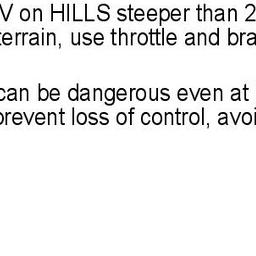 V on HILLS steeper than 2
terrain, use throttle and bra
can be dangerous even at
prevent loss of control, avoi